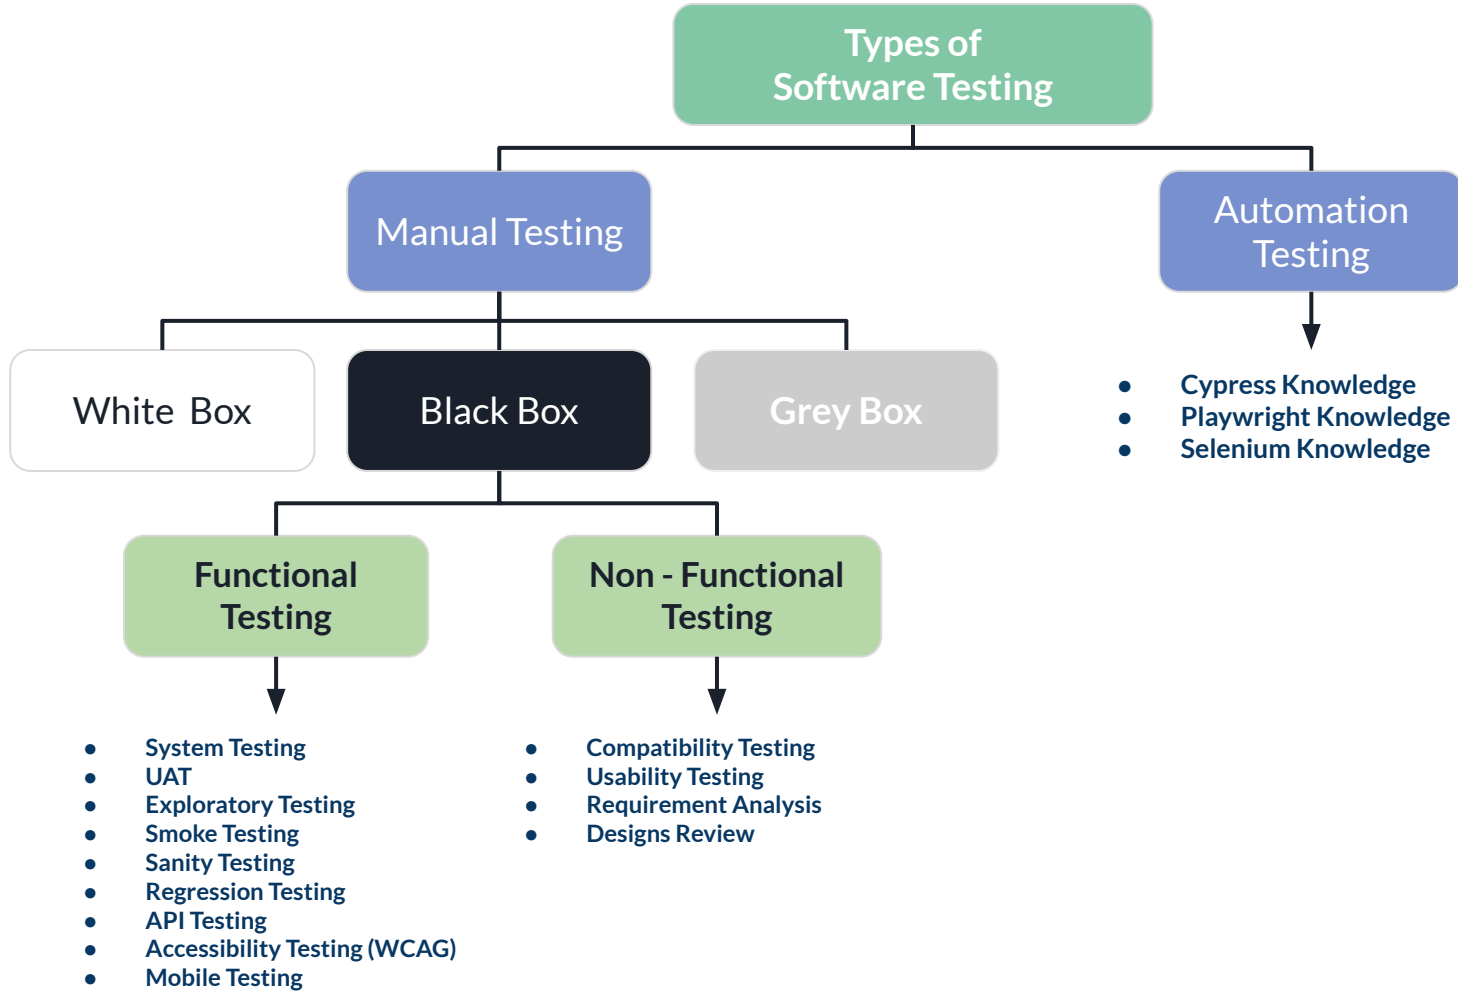 Types of
Software Testing
Manual Testing
Automation
Testing
White Box
Black Box
Grey Box
● Cypress Knowledge
● Playwright Knowledge
● Selenium Knowledge
Functional
Testing
Non - Functional
Testing
● System Testing
● UAT
● Exploratory Testing
● Smoke Testing
● Sanity Testing
● Regression Testing
● API Testing
● Accessibility Testing (WCAG)
● Mobile Testing
● Compatibility Testing
● Usability Testing
● Requirement Analysis
● Designs Review